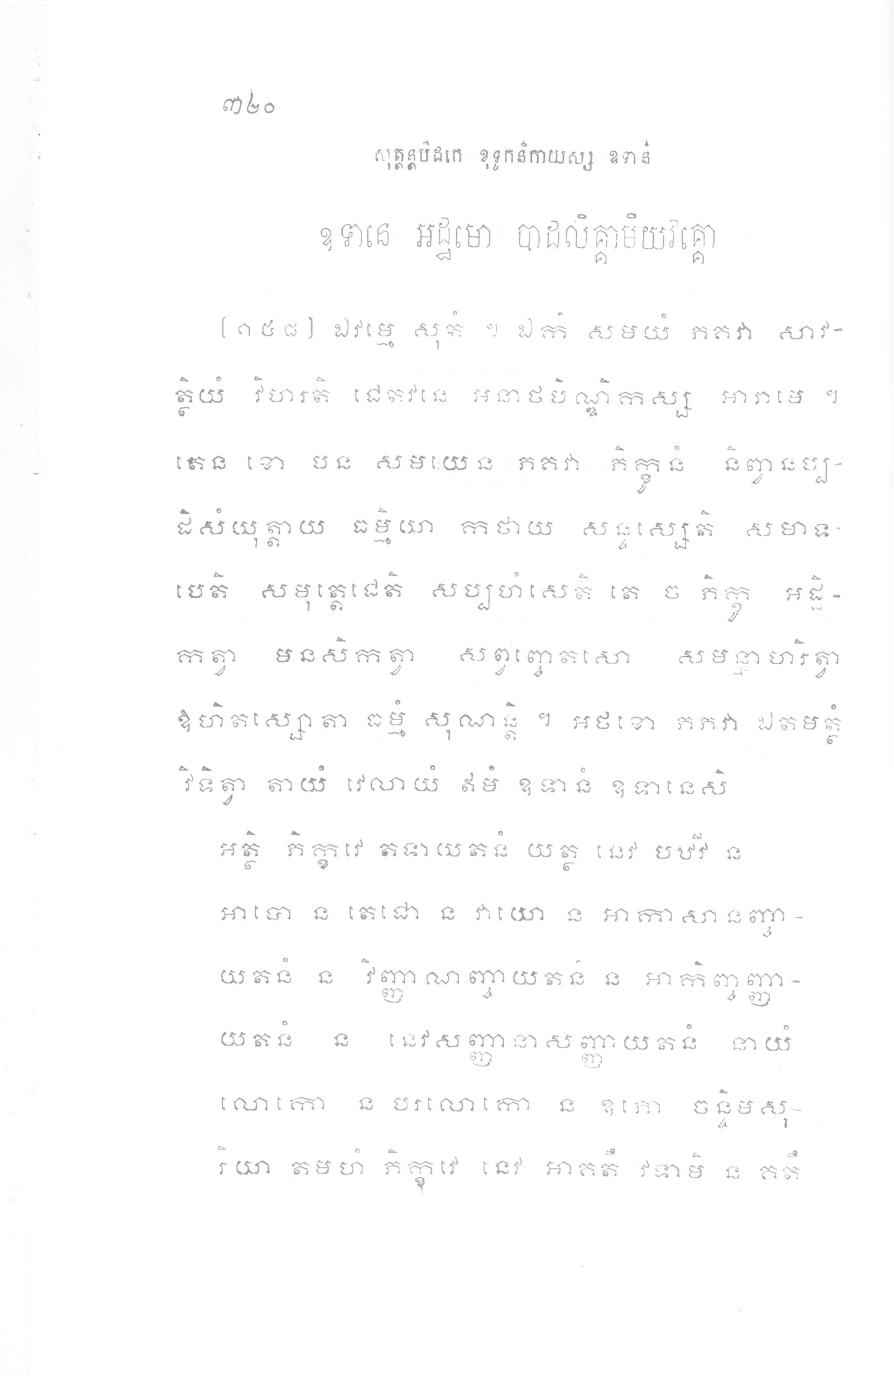 ៣២០
សុត្តន្តបិដកេ ខុទ្ទកនិកាយស្ស ឧទានំ
ឧទានេ អដ្ឋមោ បាដលិគ្គាមិយវគ្គោ
[១៥៨] ឯវម្មេ សុតំ ។ ឯកំ សមយំ ភគវា សាវ-
ត្ថិយំ វិហរតិ ជេតវនេ អនាថបិណ្ឌិកស្ស អារាមេ ។
តេន ខោ បន សមយេន ភគវា ភិក្ខូនំ និព្វានប្ប-
ដិសំយុត្តាយ ធម្មិយា កថាយ សន្ទស្សេតិ សមាទ-
បេតិ សមុត្តេជេតិ សប្បហំសេតិ តេ ច ភិក្ខូ អដ្ឋិ-
កត្វា មនសិកត្វា សព្វញ្ចេតសោ សមន្នាហរិត្វា
ឱហិតស្សោតា ធម្មំ សុណន្តិ ។ អថខោ ភគវា ឯតមត្ថំ
វិទិត្វា តាយំ វេលាយំ ឥមំ ឧទានំ ឧទានេសិ
អត្ថិ ភិក្ខវេ តទាយតនំ យត្ថ នេវ បឋវី ន
អាបោ ន តេជោ ន វាយោ ន អាកាសានញ្ចា-
យតនំ ន វិញ្ញាណញ្ចាយតនំ ន អាកិញ្ចញ្ញា-
យតនំ ន នេវសញ្ញានាសញ្ញាយតនំ នាយំ
លោកោ ន បរលោកោ ន ឧភោ ចន្ទិមសុ-
រិយា តមហំ ភិក្ខវេ នេវ អាគតឹ វទាមិ ន គតឹ